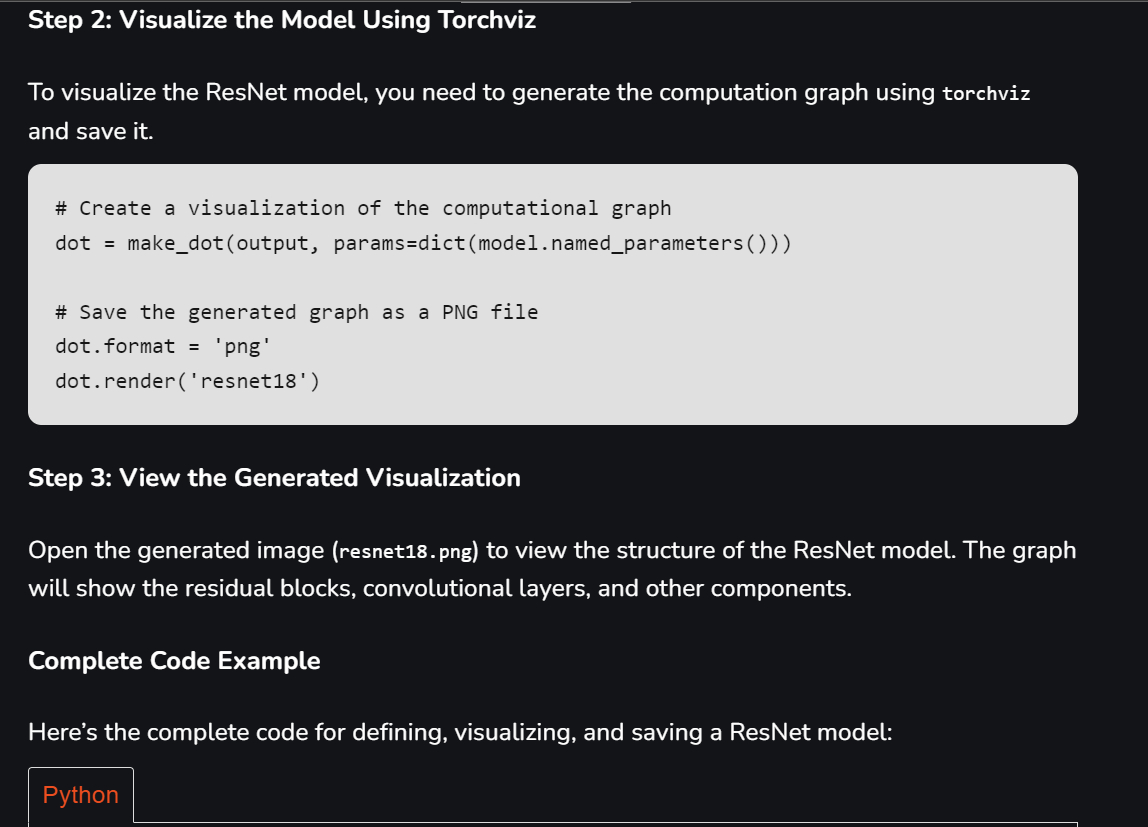 Step 2: Visualize the Model Using Torchviz
To visualize the ResNet model, you need to generate the computation graph using torchviz
and save it.
# Create a visualization of the computational graph
dot = make_dot(output, params=dict(model.named_parameters()))
# Save the generated graph as a PNG file
dot.format = 'png'
dot.render('resnet18')
Step 3: View the Generated Visualization
Open the generated image (resnet18.png) to view the structure of the ResNet model. The graph
will show the residual blocks, convolutional layers, and other components.
Complete Code Example
Here’s the complete code for defining, visualizing, and saving a ResNet model:
Python